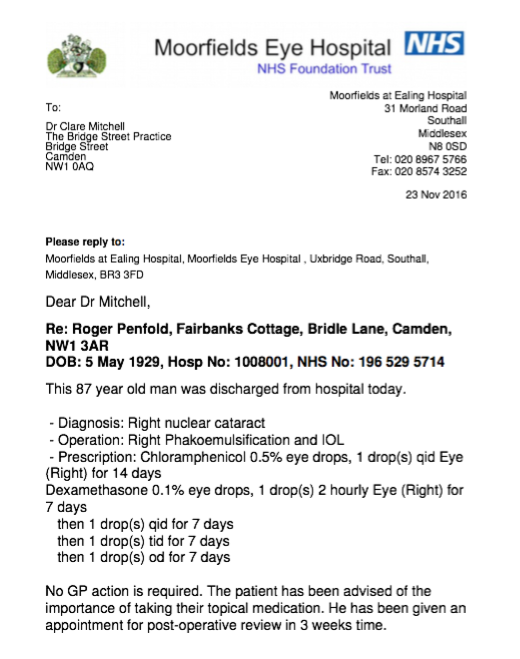 Moorfields Eye Hospital NHS
NHS Foundation Trust
Moorfields at Ealing Hospital
31 Morland Road
Southall
Middlesex
N8 0SD
Tel: 020 8967 5766
Fax: 020 8574 3252
23 Nov 2016
To:
Dr Clare Mitchell
The Bridge Street Practice
Bridge Street
Camden
NW1 0AQ
Please reply to:
Moorfields at Ealing Hospital, Moorfields Eye Hospital , Uxbridge Road, Southall,
Middlesex, BR3 3FD
Dear Dr Mitchell,
Re: Roger Penfold, Fairbanks Cottage, Bridle Lane, Camden,
NW1 3AR
DOB: 5 May 1929, Hosp No: 1008001, NHS No: 196 529 5714
This 87 year old man was discharged from hospital today.
- Diagnosis: Right nuclear cataract
- Operation: Right Phakoemulsification and IOL
- Prescription: Chloramphenicol 0.5% eye drops, 1 drop(s) qid Eye
(Right) for 14 days
Dexamethasone 0.1% eye drops, 1 drop(s) 2 hourly Eye (Right) for
7 days
then 1 drop(s) qid for 7 days
then 1 drop(s) tid for 7 days
then 1 drop(s) od for 7 days
No GP action is required. The patient has been advised of the
importance of taking their topical medication. He has been given an
appointment for post-operative review in 3 weeks time.